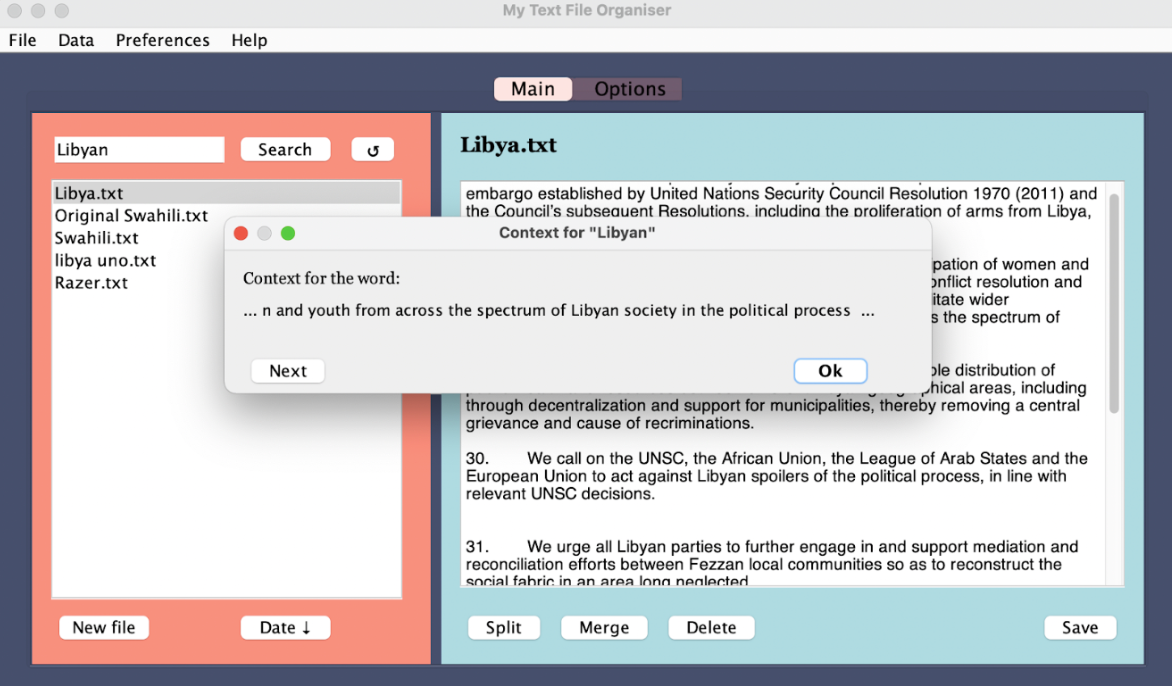 My Text File Organiser
File Data Preferences Help
Main Options
Libyan Search ↺
Libya.txt
Original Swahili.txt
Swahili.txt
libya uno.txt
Razer.txt
New file Date ↓
Libya.txt
embargo established by United Nations Security Council Resolution 1970 (2011) and
the Council's subsequent Resolutions, including the proliferation of arms from Libya,
pation of women and
onflict resolution and
itate wider
s the spectrum of
ble distribution of
hical areas, including
through decentralization and support for municipalities, thereby removing a central
grievance and cause of recriminations.
30. We call on the UNSC, the African Union, the League of Arab States and the
European Union to act against Libyan spoilers of the political process, in line with
relevant UNSC decisions.
31. We urge all Libyan parties to further engage in and support mediation and
reconciliation efforts between Fezzan local communities so as to reconstruct the
social fabric in an area long neglected
Split Merge Delete Save
Context for "Libyan"
Context for the word:
... n and youth from across the spectrum of Libyan society in the political process ...
Next Ok